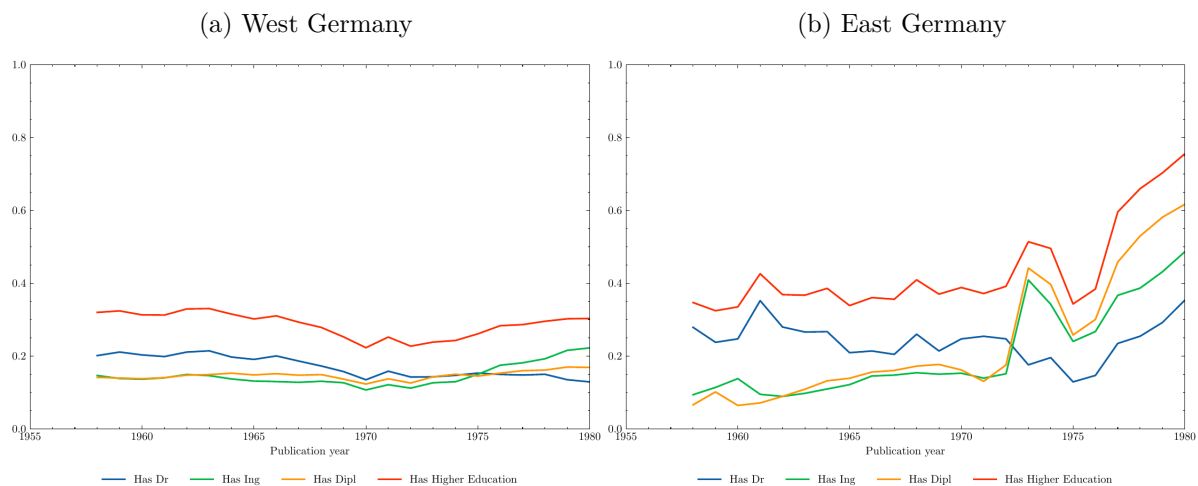 (a) West Germany
1.0
0.8
0.6
0.4
0.2
0.0
1955 1960 1965 1970 1975 1980
Publication year
Has Dr Has Ing Has Dipl Has Higher Education
(b) East Germany
1.0
0.8
0.6
0.4
0.2
0.0
1955 1960 1965 1970 1975 1980
Publication year
Has Dr Has Ing Has Dipl Has Higher Education